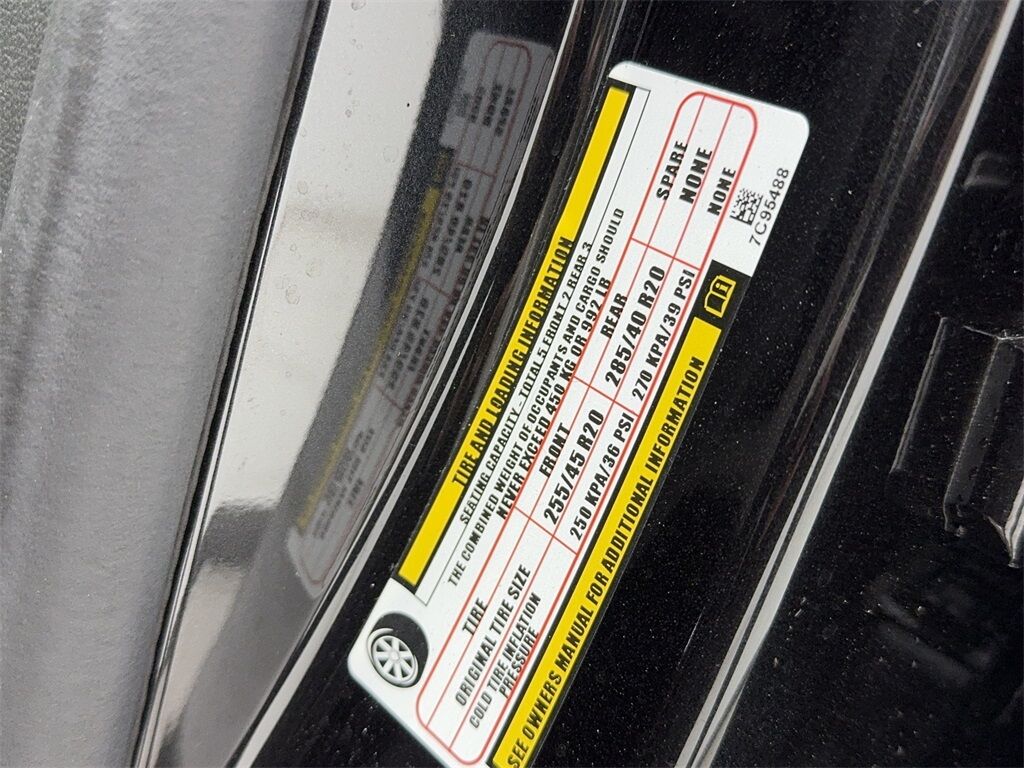 TIRE AND LOADING INFORMATION
SEATING CAPACITY - TOTAL 5 FRONT 2 REAR 3
THE COMBINED WEIGHT OF OCCUPANTS AND CARGO SHOULD
NEVER EXCEED 450 KG OR 992 LB
TIRE FRONT REAR SPARE
ORIGINAL TIRE SIZE 255/45 R20 285/40 R20 NONE
COLD TIRE INFLATION
PRESSURE 250 KPA/36 PSI 270 KPA/39 PSI NONE
SEE OWNERS MANUAL FOR ADDITIONAL INFORMATION
7C95488